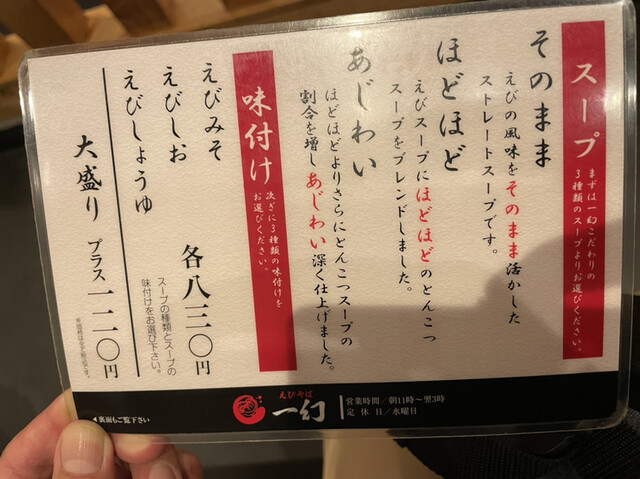 スープ
まずは一幻こだわりの
3種類のスープよりお選びください。
そのまま
えびの風味をそのまま活かした
ストレートスープです。
ほどほど
えびスープにほどほどのとんこつ
スープをブレンドしました。
あじわい
ほどほどよりさらにとんこつスープの
割合を増しあじわい深く仕上げました。
味付け
次ぎに3種類の味付けを
お選びください。
えびみそ
えびしお
えびしょうゆ
各八三〇円
スープの種類とスープの
味付けをお選び下さい。
大盛り プラス一二〇円
◀裏面もご覧下さい
えびそば
一幻
営業時間/朝11時〜翌3時
定休日/水曜日